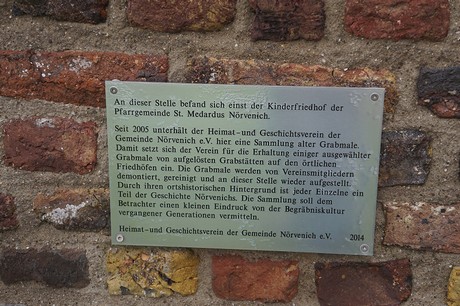 An dieser Stelle befand sich einst der Kinderfriedhof der
Pfarrgemeinde St. Medardus Nörvenich.
Seit 2005 unterhält der Heimat-und Geschichtsverein der
Gemeinde Nörvenich e.V. hier eine Sammlung alter Grabmale.
Damit setzt sich der Verein für die Erhaltung einiger ausgewählter
Grabmale von aufgelösten Grabstätten auf den örtlichen
Friedhöfen ein. Die Grabmale werden von Vereinsmitgliedern
demontiert, gereinigt und an dieser Stelle wieder aufgestellt.
Durch ihren ortshistorischen Hintergrund ist jedes Einzelne ein
Teil der Geschichte Nörvenichs. Die Sammlung soll dem
Betrachter einen kleinen Eindruck von der Begräbniskultur
vergangener Generationen vermitteln.
Heimat-und Geschichtsverein der Gemeinde Nörvenich e.V. 2014